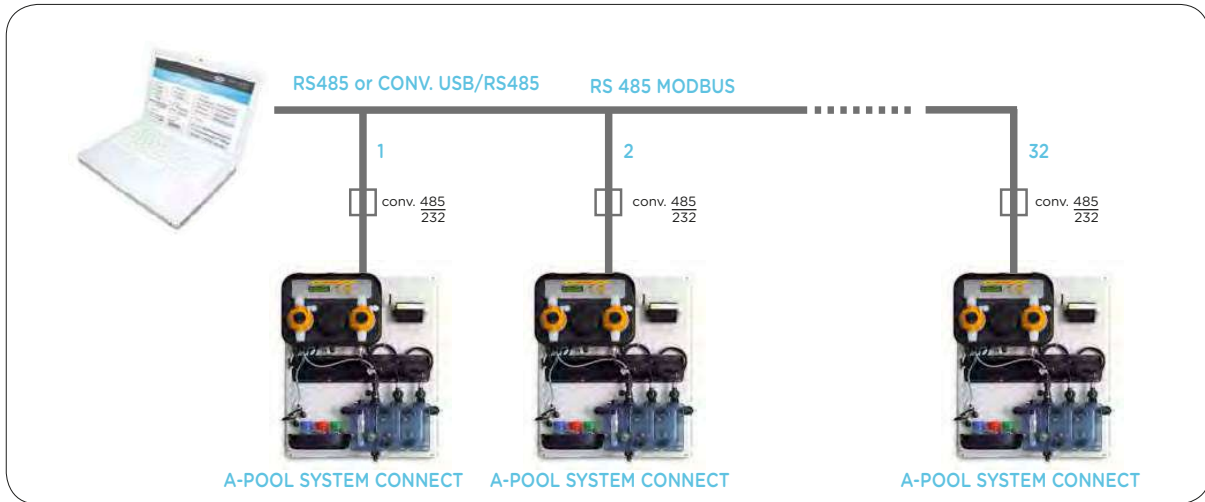 RS485 or CONV. USB/RS485
RS 485 MODBUS
1
2
32
conv. 485
232
conv. 485
232
conv. 485
232
A-POOL SYSTEM CONNECT
A-POOL SYSTEM CONNECT
A-POOL SYSTEM CONNECT